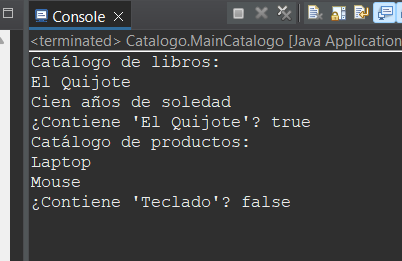 Console
<terminated> Catalogo.MainCatalogo [Java Application
Catálogo de libros:
El Quijote
Cien años de soledad
¿Contiene 'El Quijote'? true
Catálogo de productos:
Laptop
Mouse
¿Contiene 'Teclado'? false